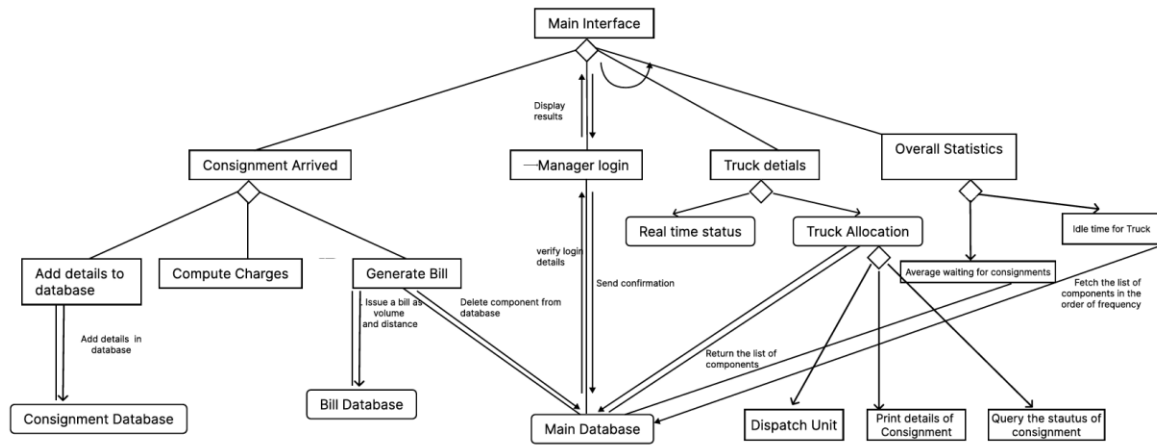 Main Interface
Display
results
Consignment Arrived
Manager login
Truck detials
Overall Statistics
Real time status
Truck Allocation
Idle time for Truck
Add details to
database
Compute Charges
Generate Bill
verify login
details
Send confirmation
Average waiting for consignments
Fetch the list of
components in the
order of frequency
Issue a bill as
volume
and distance
Delete component from
database
Add details in
database
Return the list of
components
Consignment Database
Bill Database
Main Database
Dispatch Unit
Print details of
Consignment
Query the stautus of
consignment